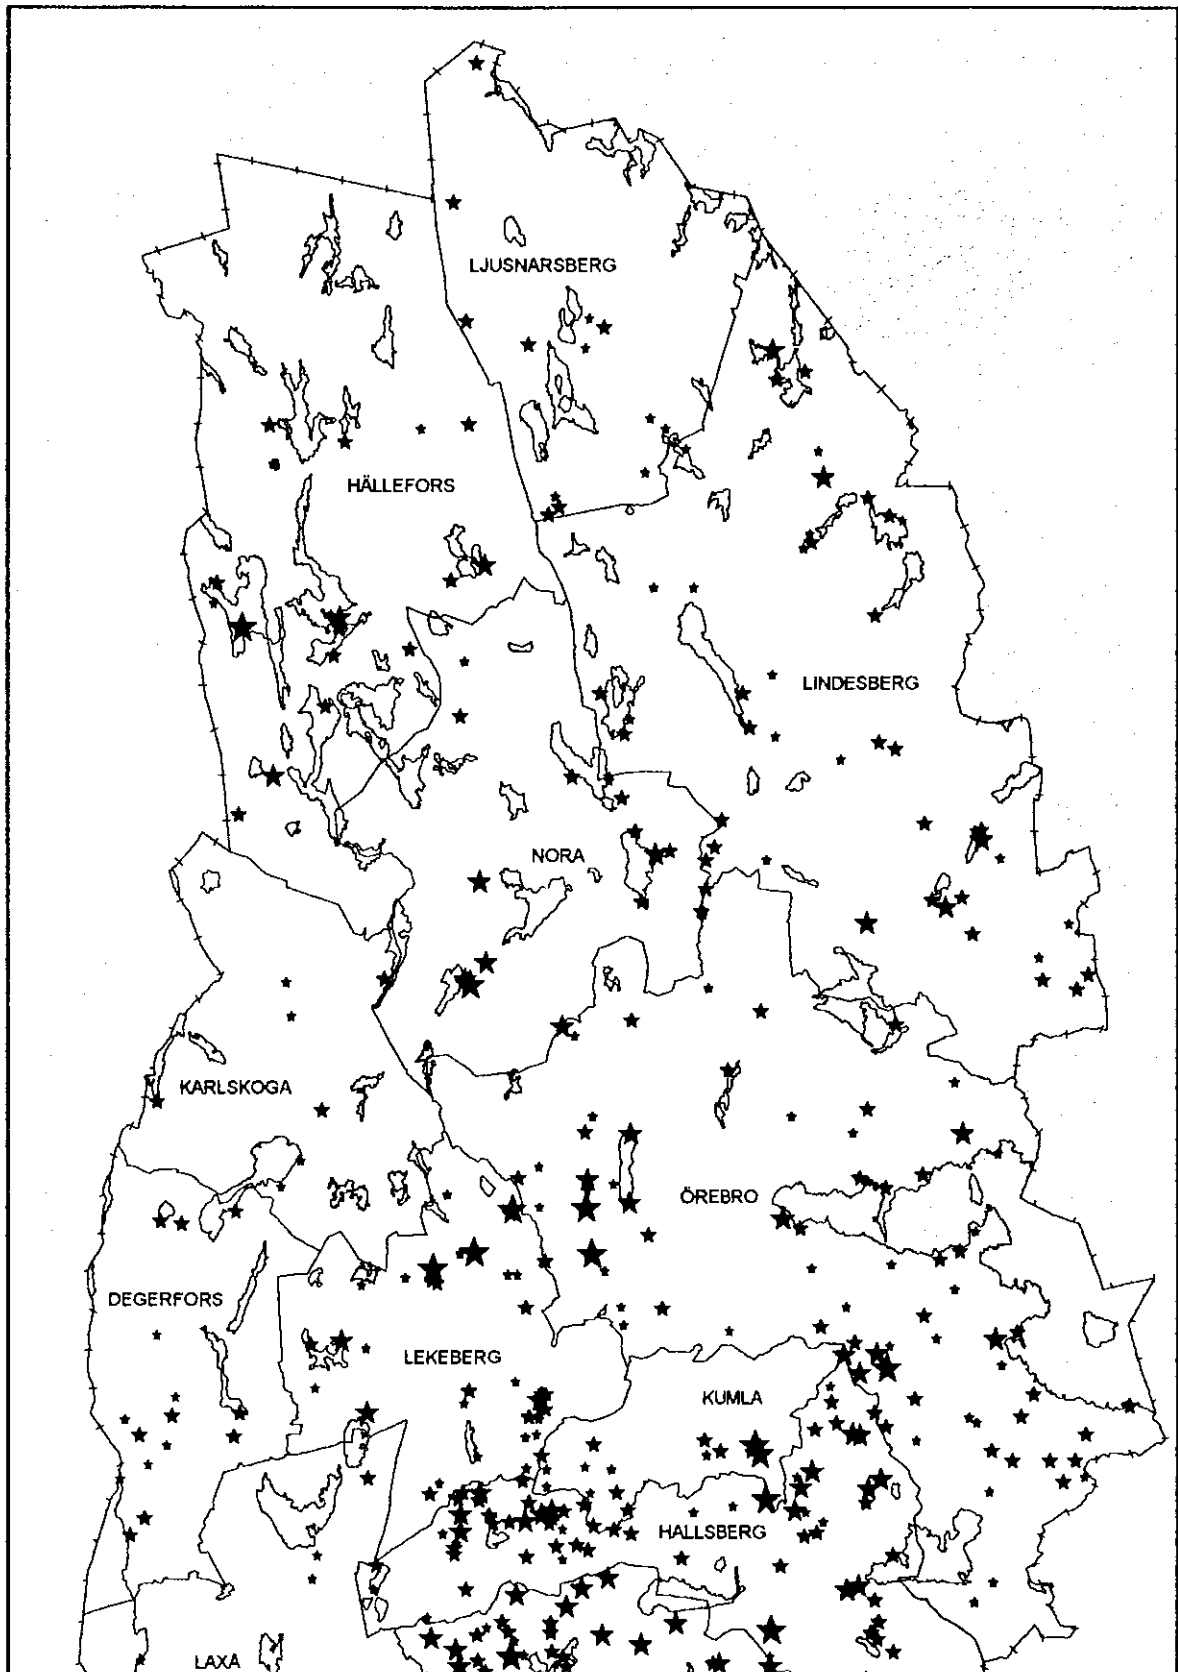 LJUSNARSBERG
HÄLLEFORS
LINDESBERG
NORA
KARLSKOGA
ÖREBRO
DEGERFORS
LEKEBERG
KUMLA
HALLSBERG
LAXA